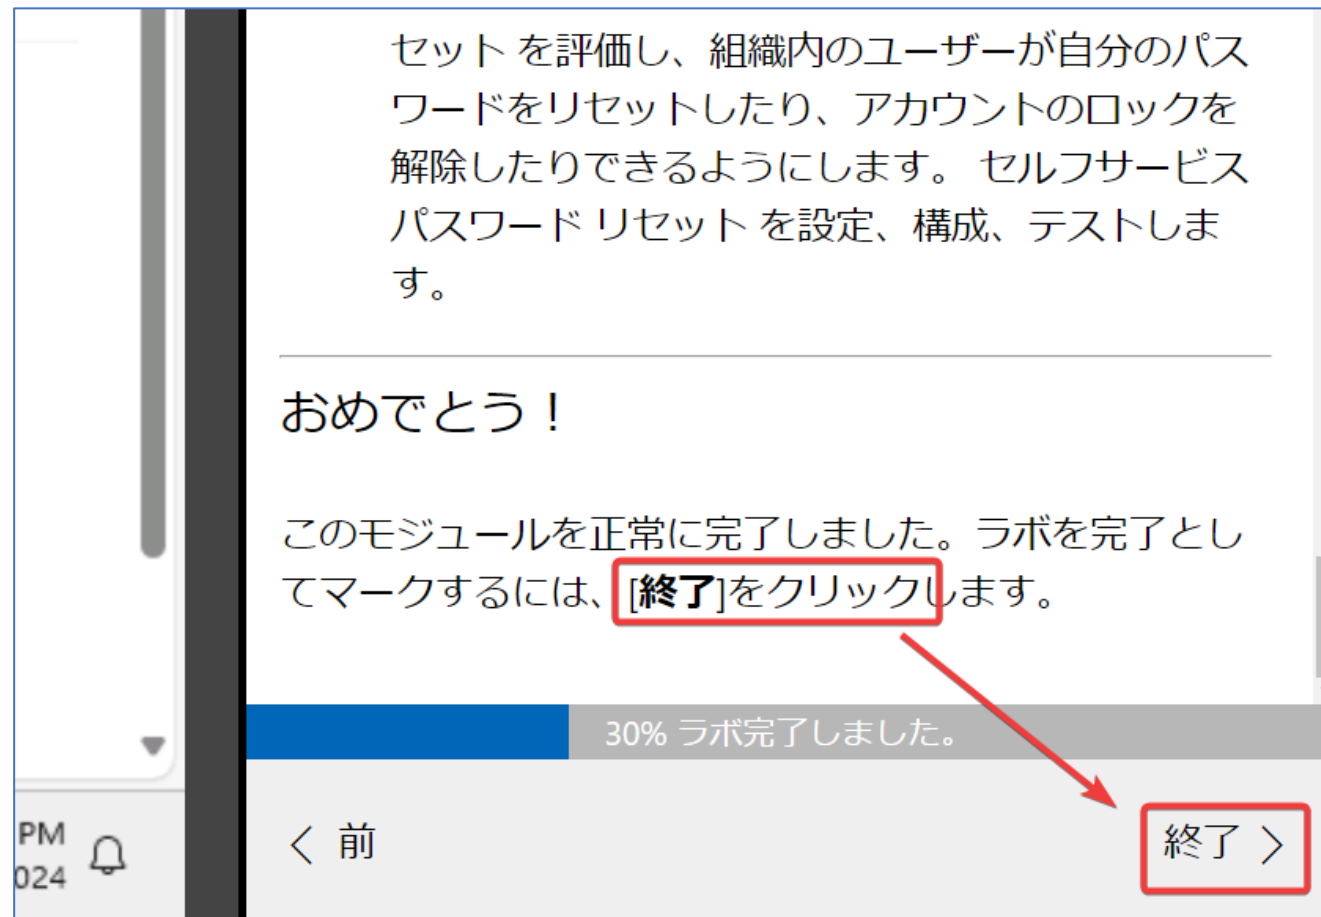 セット を評価し、組織内のユーザーが自分のパス
ワードをリセットしたり、アカウントのロックを
解除したりできるようにします。 セルフサービス
パスワード リセット を設定、構成、テストしま
す。
おめでとう！
このモジュールを正常に完了しました。ラボを完了とし
てマークするには、[終了]をクリックします。
30% ラボ完了しました。
PM
024
< 前
終了 >